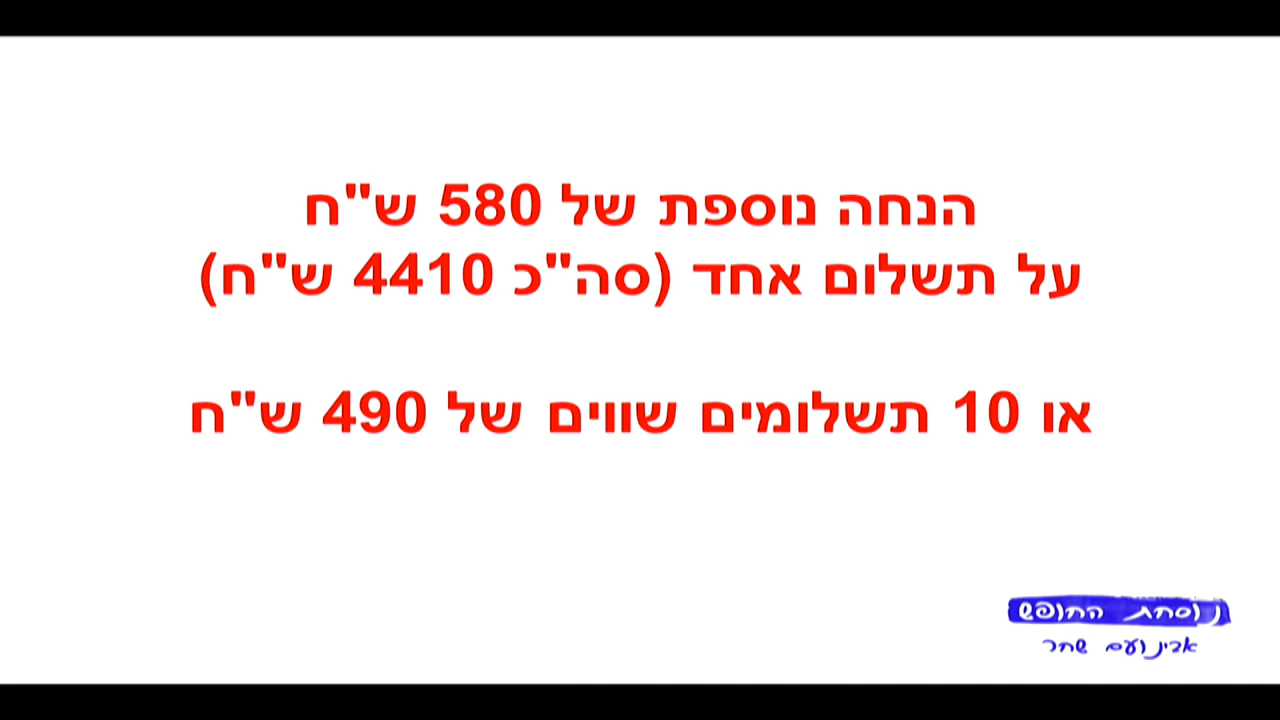 הנחה נוספת של 580 ש"ח
על תשלום אחד (סה"כ 4410 ש"ח)
או 10 תשלומים שווים של 490 ש"ח
נוסחת החופש
אבינועם שחר